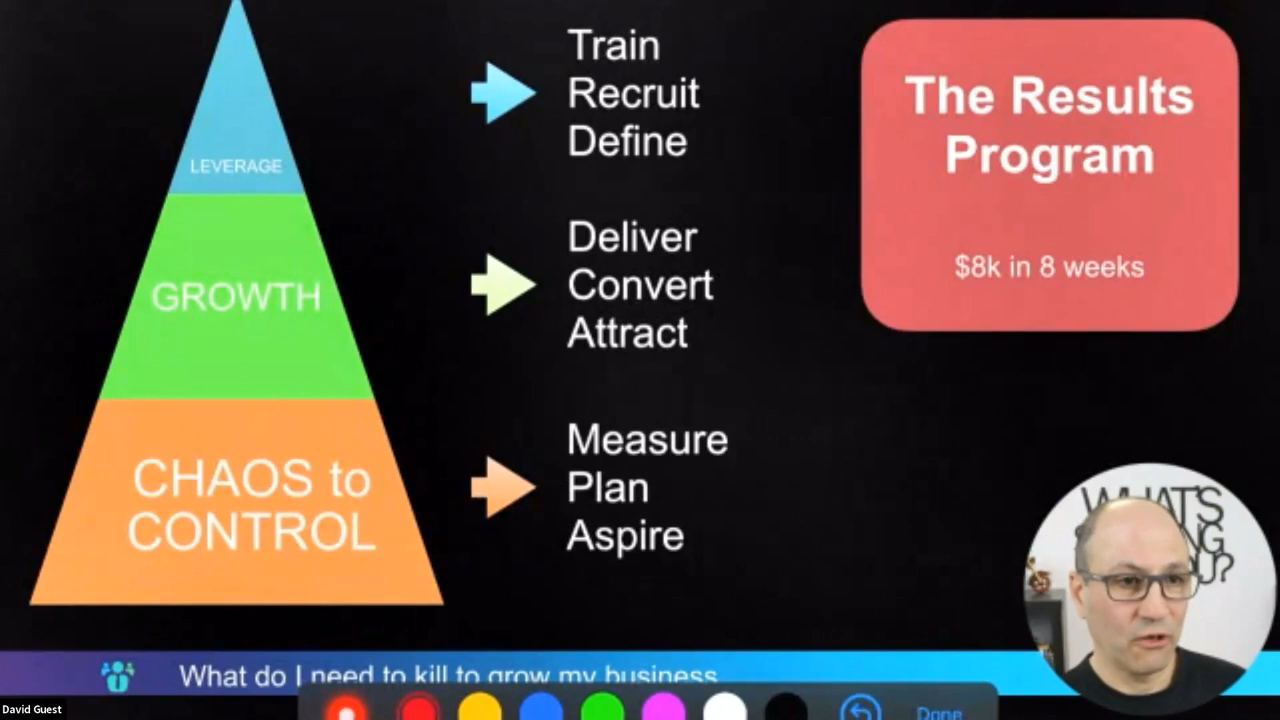 LEVERAGE
GROWTH
CHAOS to
CONTROL
Train
Recruit
Define
Deliver
Convert
Attract
Measure
Plan
Aspire
The Results
Program
$8k in 8 weeks
WHAT'S
What do I need to kill to grow my business
David Guest
Done